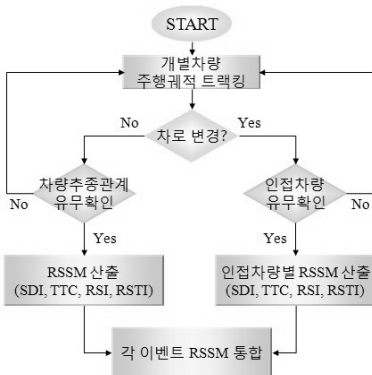 START
개별차량
주행궤적 트랙킹
No
차로 변경?
Yes
차량추종관계
유무확인
인접차량
유무확인
No
No
Yes
Yes
RSSM 산출
(SDI, TTC, RSI, RSTI)
인접차량별 RSSM 산출
(SDI, TTC, RSI, RSTI)
각 이벤트 RSSM 통합